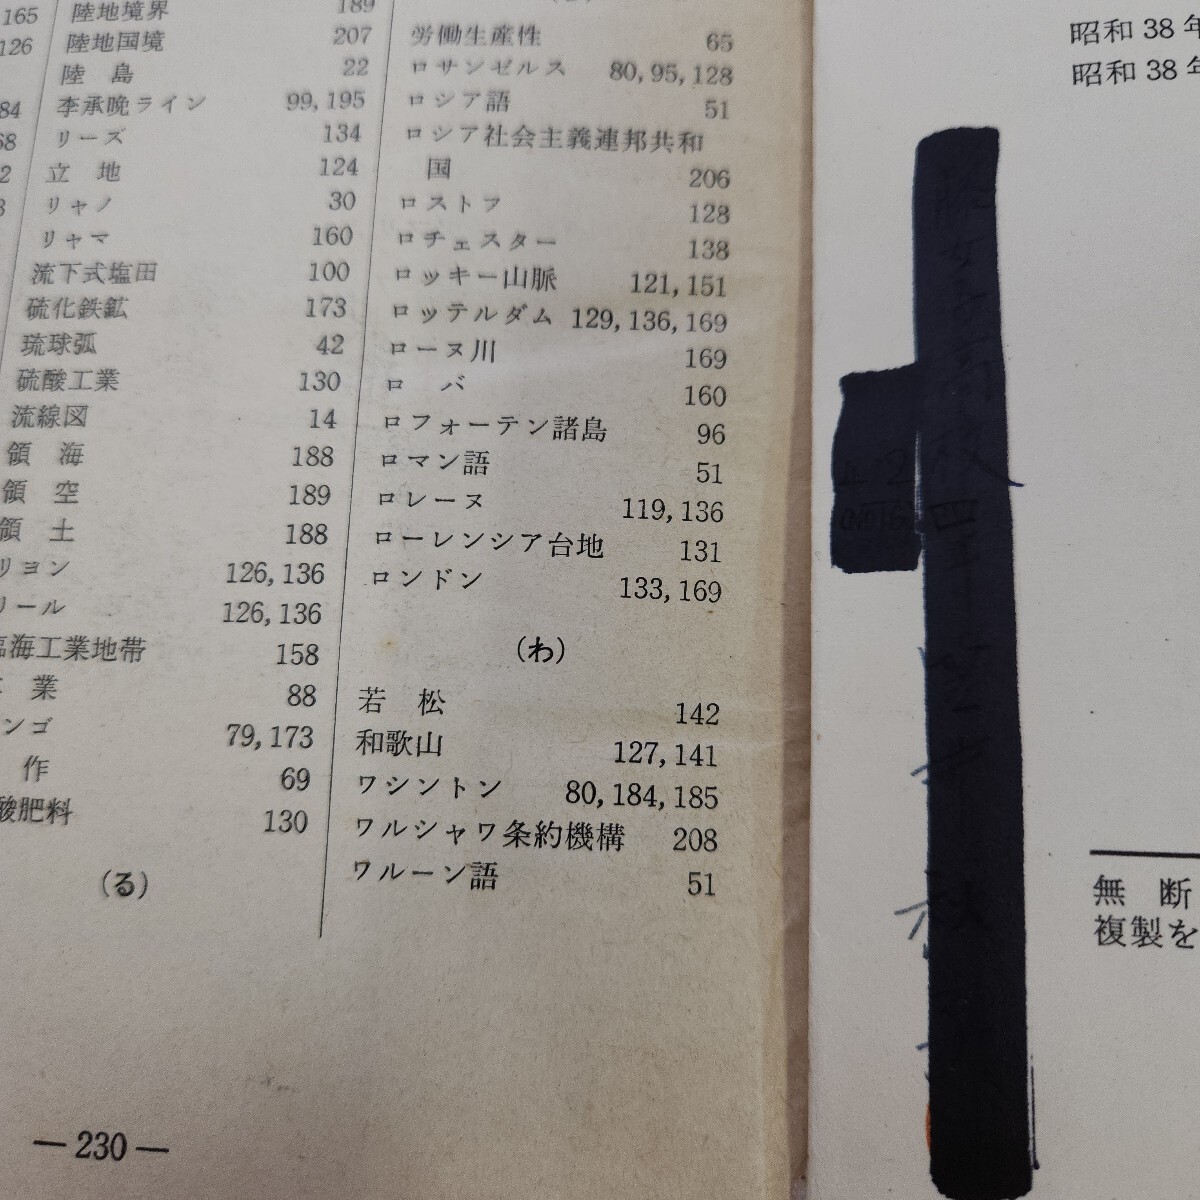 165
126
84
68
2
3
陸地境界 189
陸地国境 207
陸　島 22
李承晩ライン 99, 195
リーズ 134
立　地 124
リャノ 30
リャマ 160
流下式塩田 100
硫化鉄鉱 173
琉球弧 42
硫酸工業 130
流線図 14
領　海 188
領　空 189
領　土 188
リヨン 126, 136
リール 126, 136
臨海工業地帯 158
業 88
ンゴ 79, 173
作 69
酸肥料 130
（る）
労働生産性 65
ロサンゼルス 80, 95, 128
ロシア語 51
ロシア社会主義連邦共和
国 206
ロストフ 128
ロチェスター 138
ロッキー山脈 121, 151
ロッテルダム 129, 136, 169
ローヌ川 169
ロ　バ 160
ロフォーテン諸島 96
ロマン語 51
ロレーヌ 119, 136
ローレンシア台地 131
ロンドン 133, 169
（わ）
若　松 142
和歌山 127, 141
ワシントン 80, 184, 185
ワルシャワ条約機構 208
ワルーン語 51
— 230 —
昭和 38 年
昭和 38 年
無　断
複製を